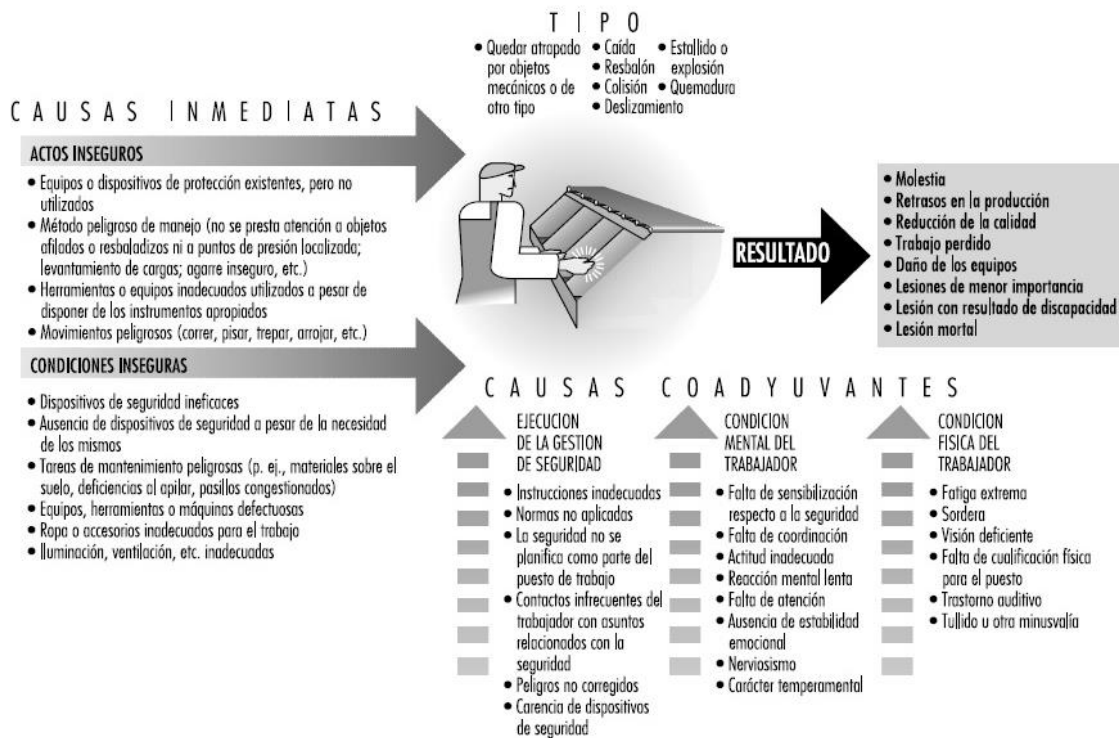 TIPO
• Quedar atrapado
por objetos
mecánicos o de
otro tipo
• Caída
• Resbalón
• Colisión
• Deslizamiento
• Estallido o
explosión
• Quemadura
CAUSAS INMEDIATAS
ACTOS INSEGUROS
• Equipos o dispositivos de protección existentes, pero no
utilizados
• Método peligroso de manejo (no se presta atención a objetos
afilados o resbaladizos ni a puntos de presión localizada;
levantamiento de cargas; agarre inseguro, etc.)
• Herramientas o equipos inadecuados utilizados a pesar de
disponer de los instrumentos apropiados
• Movimientos peligrosos (correr, pisar, trepar, arrojar, etc.)
CONDICIONES INSEGURAS
• Dispositivos de seguridad ineficaces
• Ausencia de dispositivos de seguridad a pesar de la necesidad
de los mismos
• Tareas de mantenimiento peligrosas (p. ej., materiales sobre el
suelo, deficiencias al apilar, pasillos congestionados)
• Equipos, herramientas o máquinas defectuosas
• Ropa o accesorios inadecuados para el trabajo
• Iluminación, ventilación, etc. inadecuadas
RESULTADO
• Molestia
• Retrasos en la producción
• Reducción de la calidad
• Trabajo perdido
• Daño de los equipos
• Lesiones de menor importancia
• Lesión con resultado de discapacidad
• Lesión mortal
CAUSAS COADYUVANTES
EJECUCION
DE LA GESTION
DE SEGURIDAD
• Instrucciones inadecuadas
• Normas no aplicadas
• La seguridad no se
planifica como parte del
puesto de trabajo
• Contactos infrecuentes del
trabajador con asuntos
relacionados con la
seguridad
• Peligros no corregidos
• Carencia de dispositivos
de seguridad
CONDICION
MENTAL DEL
TRABAJADOR
• Falta de sensibilización
respecto a la seguridad
• Falta de coordinación
• Actitud inadecuada
• Reacción mental lenta
• Falta de atención
• Ausencia de estabilidad
emocional
• Nerviosismo
• Carácter temperamental
CONDICION
FISICA DEL
TRABAJADOR
• Fatiga extrema
• Sordera
• Visión deficiente
• Falta de cualificación física
para el puesto
• Trastorno auditivo
• Tullido u otra minusvalía